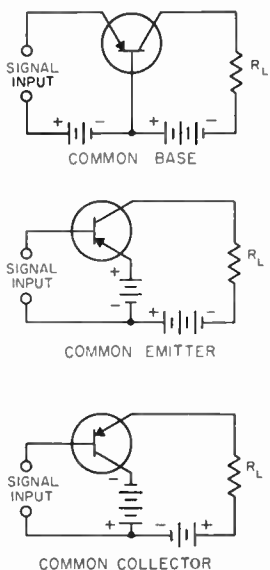 SIGNAL
INPUT
R_L
+ - + -
COMMON BASE
SIGNAL
INPUT
+
-
R_L
+ -
COMMON EMITTER
SIGNAL
INPUT
-
+
R_L
- +
COMMON COLLECTOR